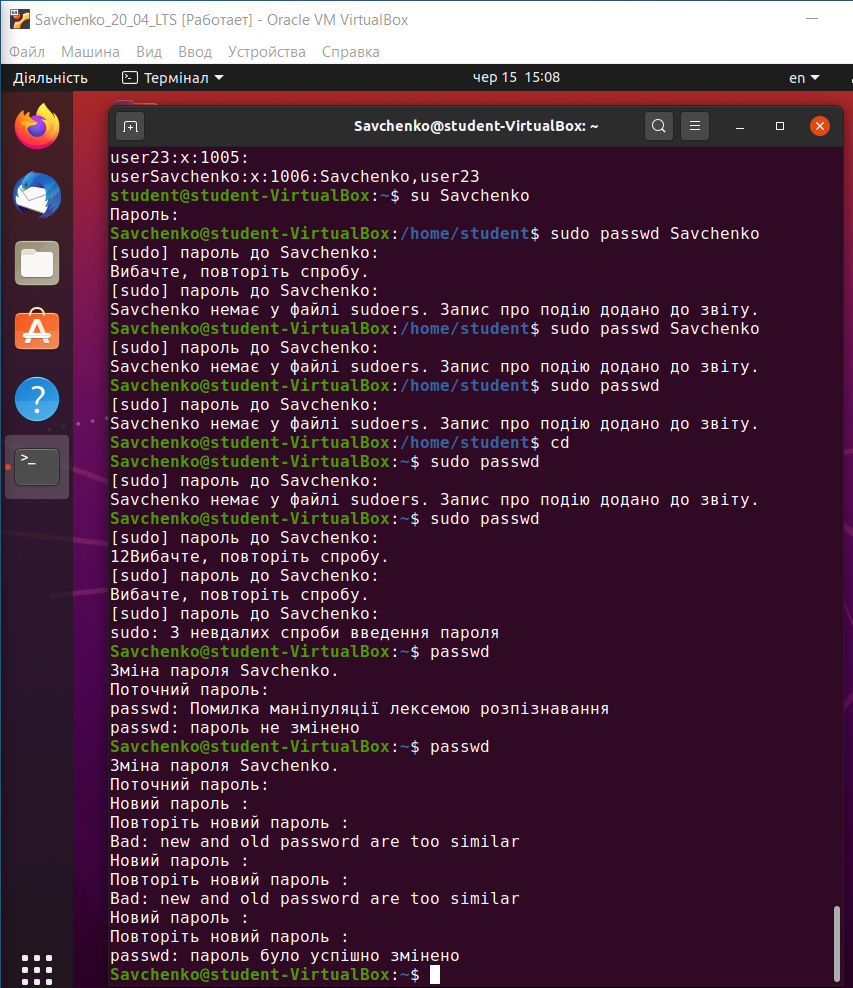 Savchenko_20_04_LTS [Работает] - Oracle VM VirtualBox
Файл Машина Вид Ввод Устройства Справка
Діяльність Термінал чер 15 15:08 en
Savchenko@student-VirtualBox: ~
user23:x:1005:
userSavchenko:x:1006:Savchenko,user23
student@student-VirtualBox:~$ su Savchenko
Пароль:
Savchenko@student-VirtualBox:/home/student$ sudo passwd Savchenko
[sudo] пароль до Savchenko:
Вибачте, повторіть спробу.
[sudo] пароль до Savchenko:
Savchenko немає у файлі sudoers. Запис про подію додано до звіту.
Savchenko@student-VirtualBox:/home/student$ sudo passwd Savchenko
[sudo] пароль до Savchenko:
Savchenko немає у файлі sudoers. Запис про подію додано до звіту.
Savchenko@student-VirtualBox:/home/student$ sudo passwd
[sudo] пароль до Savchenko:
Savchenko немає у файлі sudoers. Запис про подію додано до звіту.
Savchenko@student-VirtualBox:/home/student$ cd
Savchenko@student-VirtualBox:~$ sudo passwd
[sudo] пароль до Savchenko:
Savchenko немає у файлі sudoers. Запис про подію додано до звіту.
Savchenko@student-VirtualBox:~$ sudo passwd
[sudo] пароль до Savchenko:
12Вибачте, повторіть спробу.
[sudo] пароль до Savchenko:
Вибачте, повторіть спробу.
[sudo] пароль до Savchenko:
sudo: 3 невдалих спроби введення пароля
Savchenko@student-VirtualBox:~$ passwd
Зміна пароля Savchenko.
Поточний пароль:
passwd: Помилка маніпуляції лексемою розпізнавання
passwd: пароль не змінено
Savchenko@student-VirtualBox:~$ passwd
Зміна пароля Savchenko.
Поточний пароль:
Новий пароль :
Повторіть новий пароль :
Bad: new and old password are too similar
Новий пароль :
Повторіть новий пароль :
Bad: new and old password are too similar
Новий пароль :
Повторіть новий пароль :
passwd: пароль було успішно змінено
Savchenko@student-VirtualBox:~$